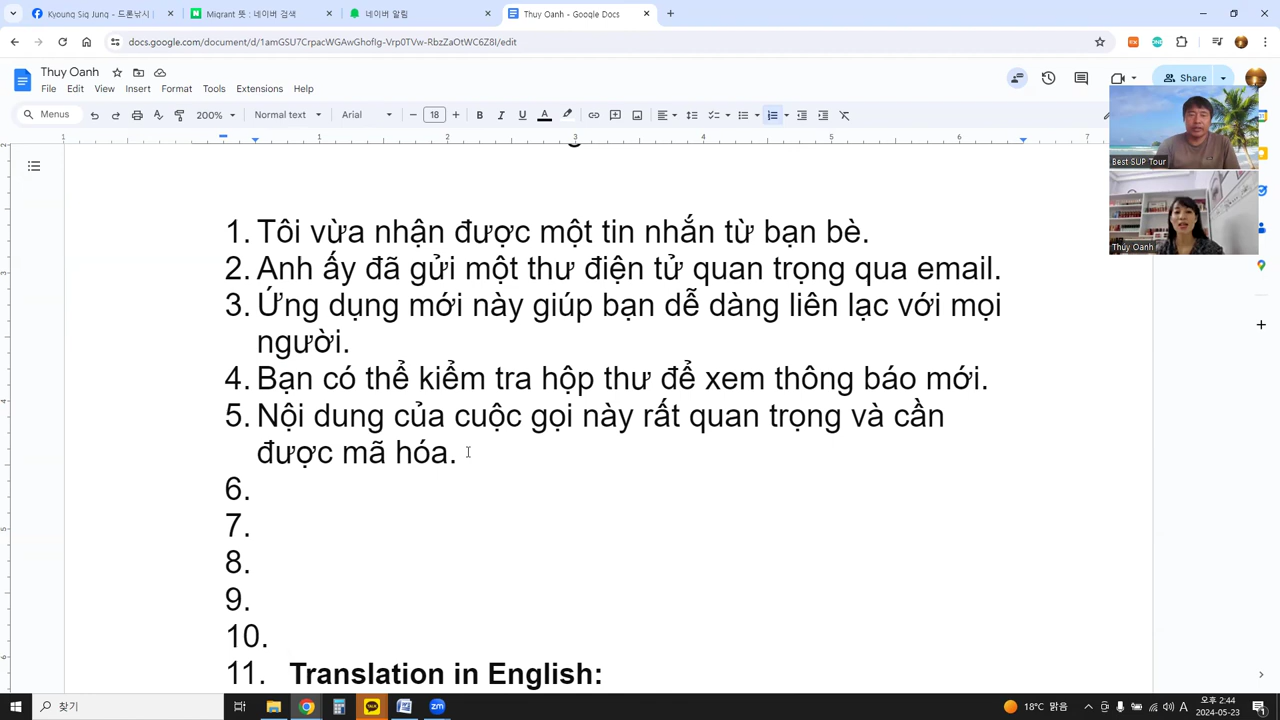 Kyoung Sig Jung - 드론낚시 |
Migrant 뜻 : 네이버 검색
네이버 알림
Thuy Oanh - Google Docs
docs.google.com/document/d/1amGSU7CrpacWGAwGhofIg-Vrp0TVw-RbzZaOtWC6Z8I/edit
Thuy Oanh
File Edit View Insert Format Tools Extensions Help
Share
Menus 200% Normal text Arial 18 B I U A
Best SUP Tour
Thúy Oanh
1. Tôi vừa nhận được một tin nhắn từ bạn bè.
2. Anh ấy đã gửi một thư điện tử quan trọng qua email.
3. Ứng dụng mới này giúp bạn dễ dàng liên lạc với mọi
người.
4. Bạn có thể kiểm tra hộp thư để xem thông báo mới.
5. Nội dung của cuộc gọi này rất quan trọng và cần
được mã hóa.
6.
7.
8.
9.
10.
11. Translation in English:
찾기
18°C 맑음
A
오후 2:44
2024-05-23